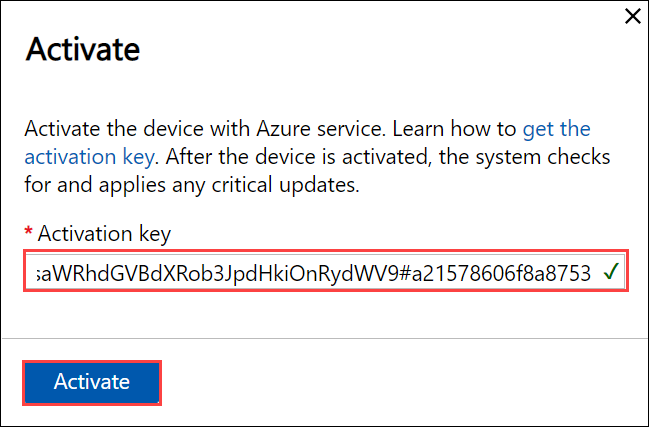 Activate
Activate the device with Azure service. Learn how to get the
activation key. After the device is activated, the system checks
for and applies any critical updates.
* Activation key
saWRhdGVBdXRob3JpdHkiOnRydWV9#a21578606f8a8753
Activate